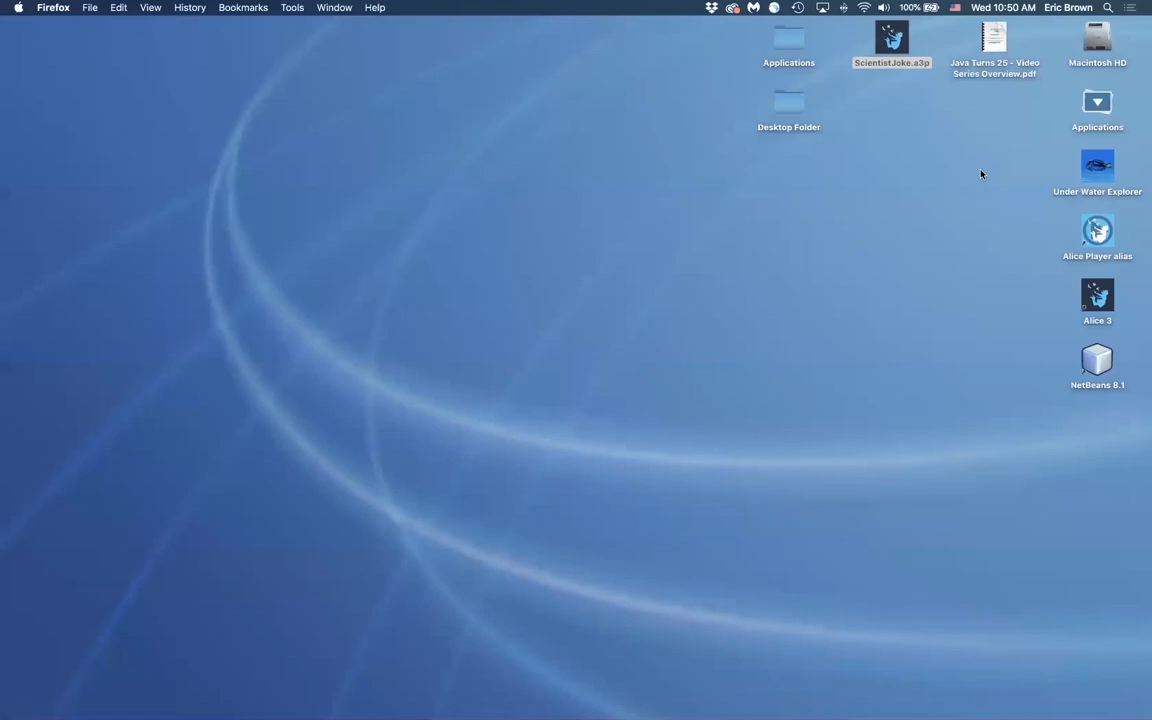 Firefox File Edit View History Bookmarks Tools Window Help 100% Wed 10:50 AM Eric Brown
Applications
ScientistJoke.a3p
Java Turns 25 - Video
Series Overview.pdf
Macintosh HD
Desktop Folder
Applications
Under Water Explorer
Alice Player alias
Alice 3
NetBeans 8.1